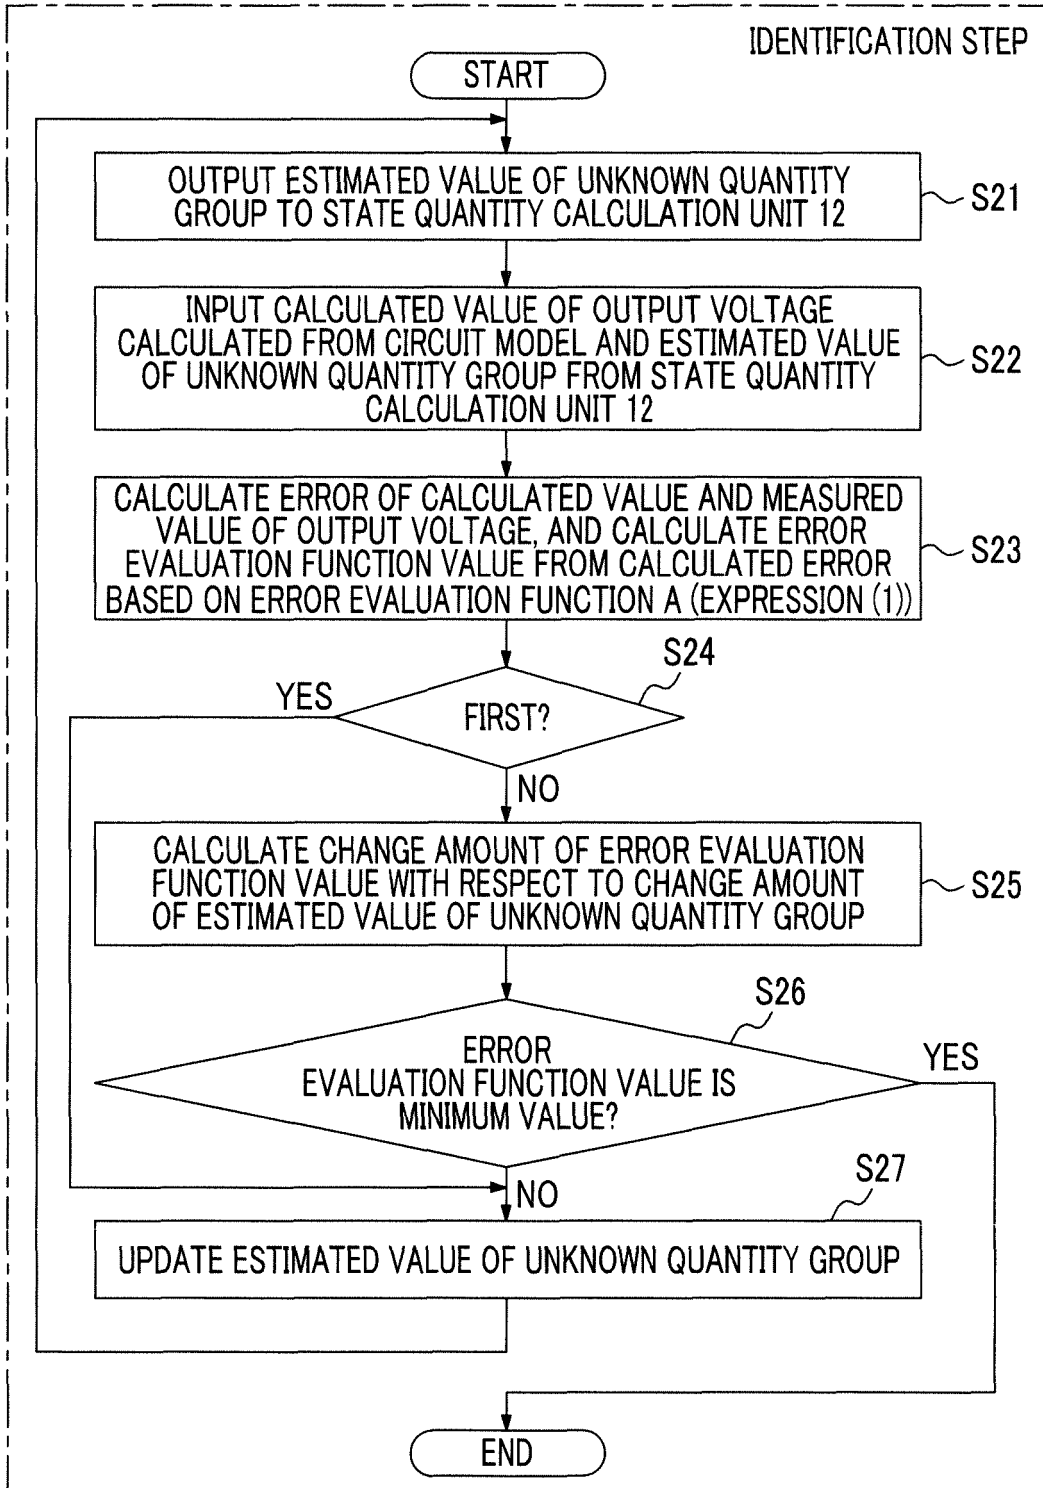 IDENTIFICATION STEP
START
OUTPUT ESTIMATED VALUE OF UNKNOWN QUANTITY
GROUP TO STATE QUANTITY CALCULATION UNIT 12
S21
INPUT CALCULATED VALUE OF OUTPUT VOLTAGE
CALCULATED FROM CIRCUIT MODEL AND ESTIMATED VALUE
OF UNKNOWN QUANTITY GROUP FROM STATE QUANTITY
CALCULATION UNIT 12
S22
CALCULATE ERROR OF CALCULATED VALUE AND MEASURED
VALUE OF OUTPUT VOLTAGE, AND CALCULATE ERROR
EVALUATION FUNCTION VALUE FROM CALCULATED ERROR
BASED ON ERROR EVALUATION FUNCTION A (EXPRESSION (1))
S23
S24
YES
FIRST?
NO
CALCULATE CHANGE AMOUNT OF ERROR EVALUATION
FUNCTION VALUE WITH RESPECT TO CHANGE AMOUNT
OF ESTIMATED VALUE OF UNKNOWN QUANTITY GROUP
S25
S26
ERROR
EVALUATION FUNCTION VALUE IS
MINIMUM VALUE?
YES
NO
S27
UPDATE ESTIMATED VALUE OF UNKNOWN QUANTITY GROUP
END